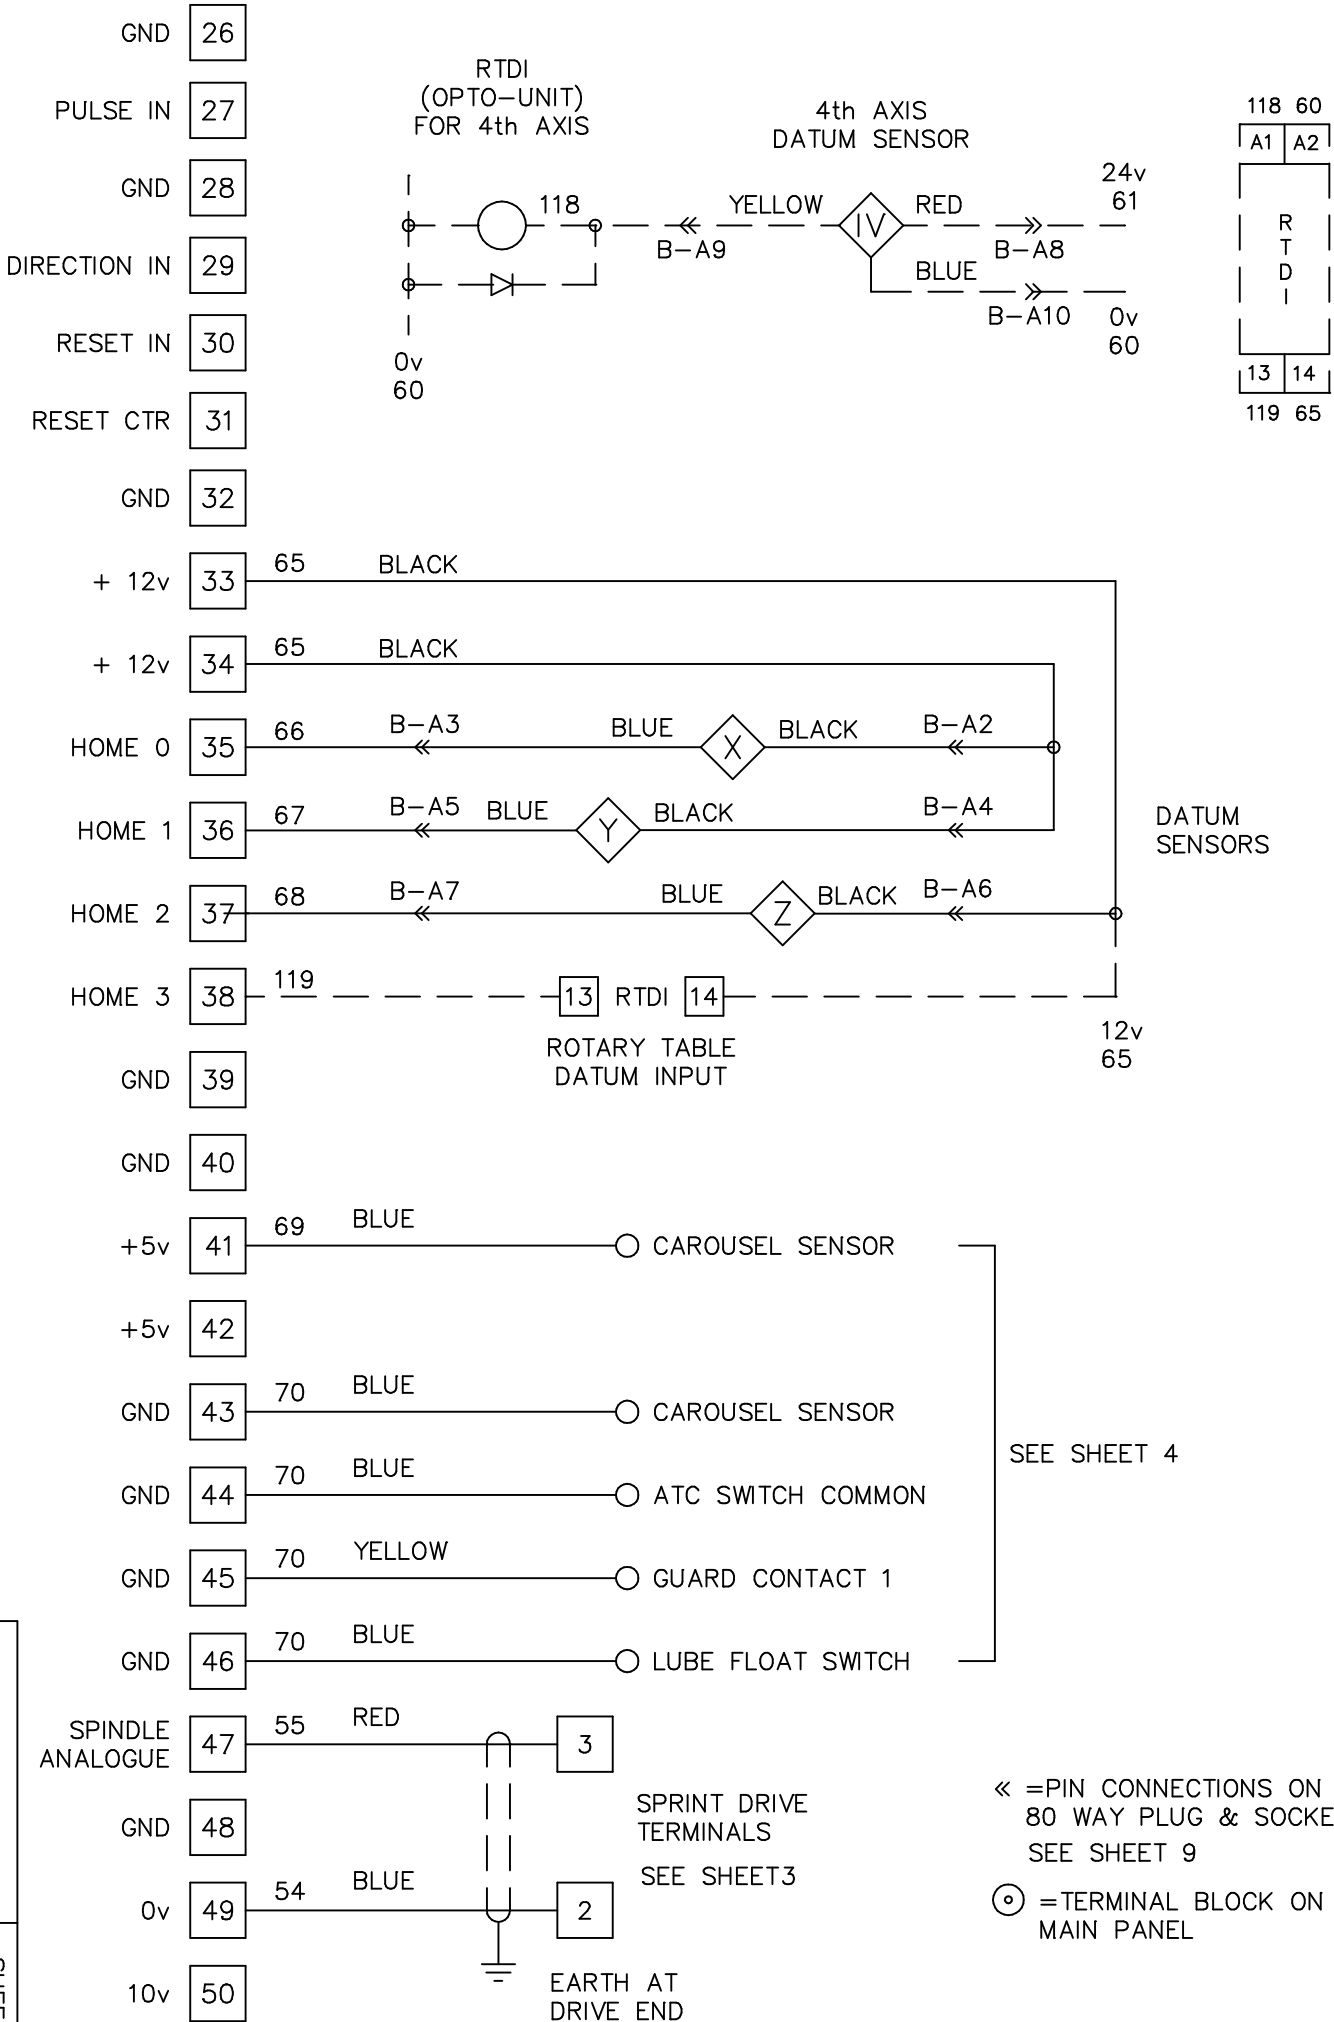 GND 26
PULSE IN 27
GND 28
DIRECTION IN 29
RESET IN 30
RESET CTR 31
GND 32
RTDI
(OPTO-UNIT)
FOR 4th AXIS
4th AXIS
DATUM SENSOR
118
YELLOW
IV
RED
24v
61
B-A9
B-A8
BLUE
B-A10
0v
60
0v
60
118 60
A1 A2
R
T
D
I
13 14
119 65
+ 12v 33 65 BLACK
+ 12v 34 65 BLACK
HOME 0 35 66 B-A3 BLUE X BLACK B-A2
HOME 1 36 67 B-A5 BLUE Y BLACK B-A4
DATUM
SENSORS
HOME 2 37 68 B-A7 BLUE Z BLACK B-A6
HOME 3 38 119 13 RTDI 14
ROTARY TABLE
DATUM INPUT
12v
65
GND 39
GND 40
+5v 41 69 BLUE CAROUSEL SENSOR
+5v 42
GND 43 70 BLUE CAROUSEL SENSOR
SEE SHEET 4
GND 44 70 BLUE ATC SWITCH COMMON
GND 45 70 YELLOW GUARD CONTACT 1
GND 46 70 BLUE LUBE FLOAT SWITCH
SPINDLE
ANALOGUE 47 55 RED 3
GND 48
SPRINT DRIVE
TERMINALS
SEE SHEET3
0v 49 54 BLUE 2
10v 50
EARTH AT
DRIVE END
« =PIN CONNECTIONS ON
80 WAY PLUG & SOCKE
SEE SHEET 9
=TERMINAL BLOCK ON
MAIN PANEL